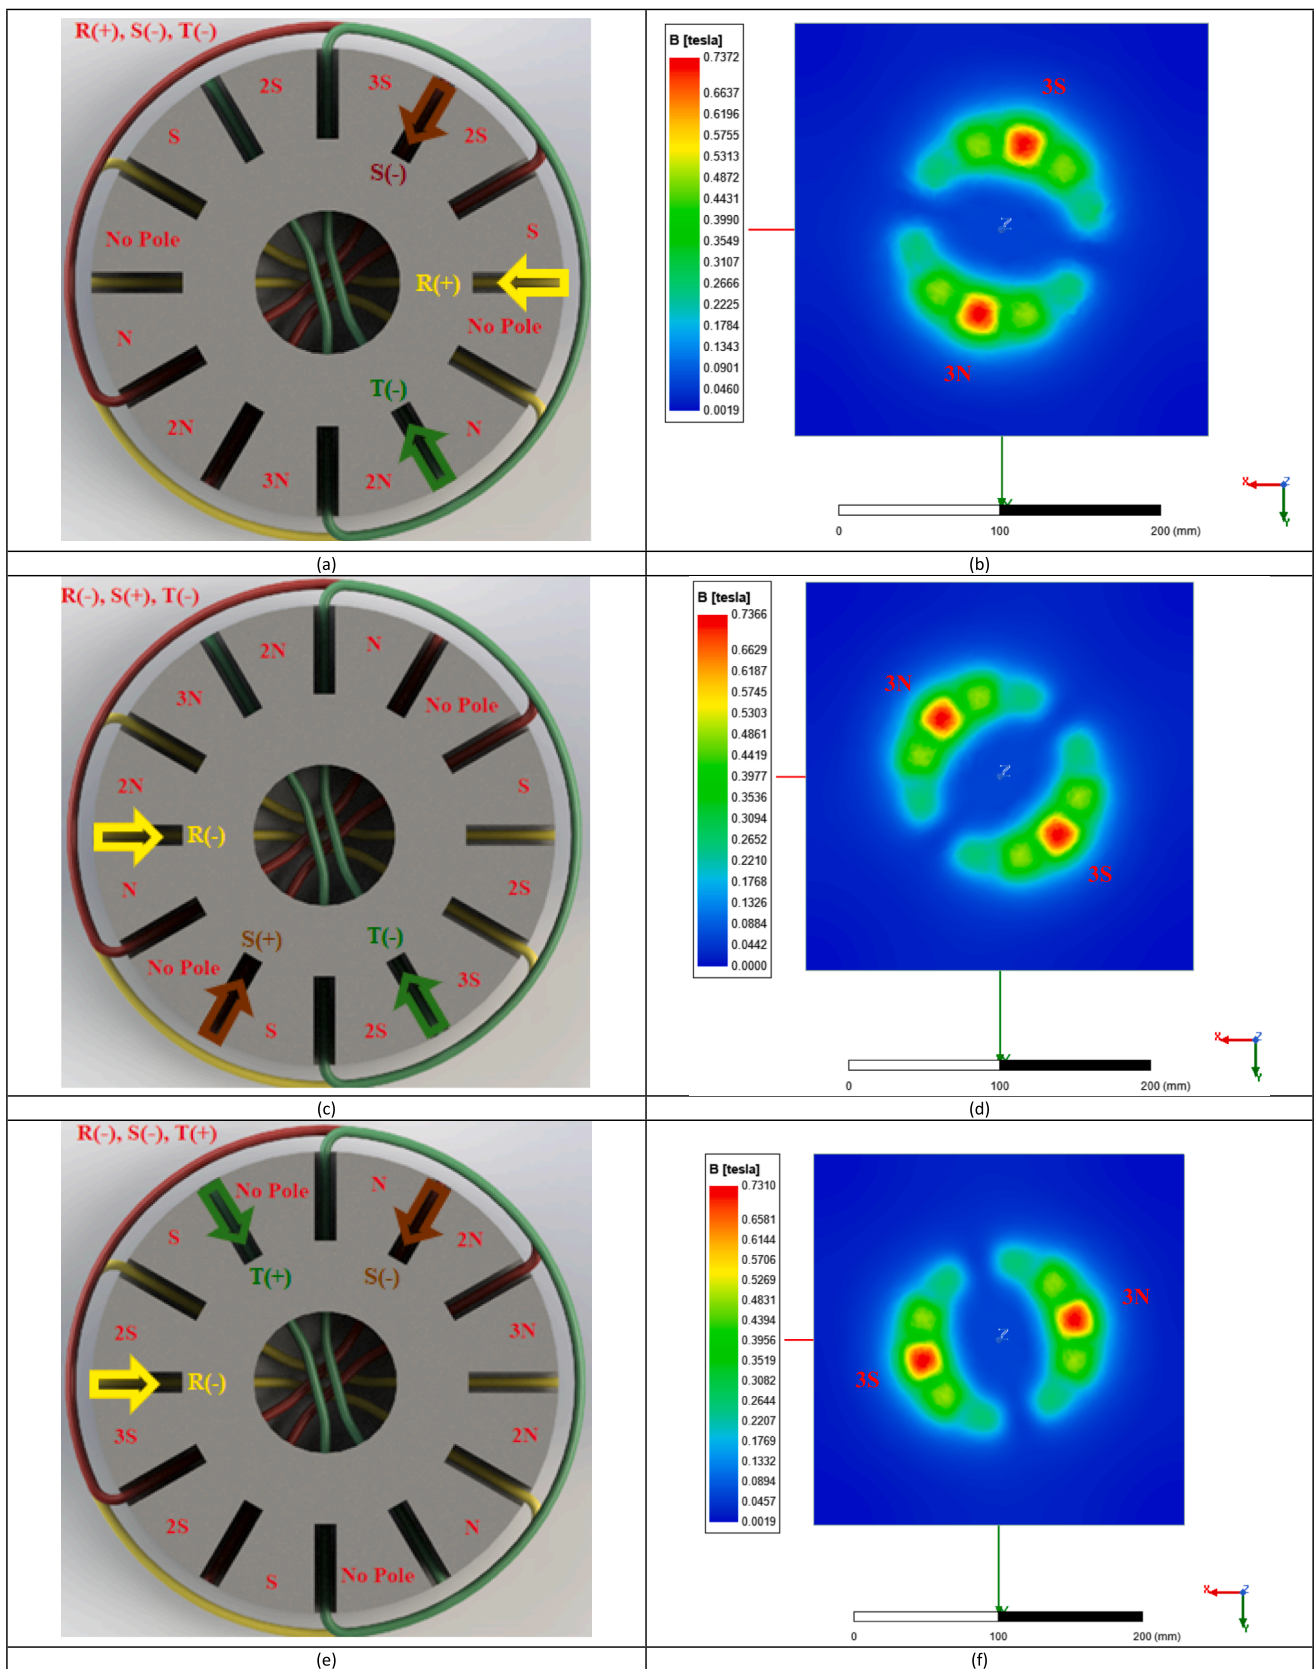 R(+), S(-), T(-)
2S
3S
S
2S
S(-)
No Pole
S
R(+)
No Pole
N
T(-)
2N
N
3N
2N
(a)
B [tesla]
0.7372
0.6637
0.6196
0.5755
0.5313
0.4872
0.4431
0.3990
0.3549
0.3107
0.2666
0.2225
0.1784
0.1343
0.0901
0.0460
0.0019
3S
Z
3N
Y
X
Z
Y
0
100
200 (mm)
(b)
R(-), S(+), T(-)
2N
N
3N
No Pole
2N
S
R(-)
N
2S
S(+)
T(-)
No Pole
3S
S
2S
(c)
B [tesla]
0.7366
0.6629
0.6187
0.5745
0.5303
0.4861
0.4419
0.3977
0.3536
0.3094
0.2652
0.2210
0.1768
0.1326
0.0884
0.0442
0.0000
3N
Z
3S
Y
X
Z
Y
0
100
200 (mm)
(d)
R(-), S(-), T(+)
No Pole
N
S
2N
T(+)
S(-)
2S
3N
R(-)
3S
2N
2S
N
S
No Pole
(e)
B [tesla]
0.7310
0.6581
0.6144
0.5706
0.5269
0.4831
0.4394
0.3956
0.3519
0.3082
0.2644
0.2207
0.1769
0.1332
0.0894
0.0457
0.0019
3N
Z
3S
Y
X
Z
Y
0
100
200 (mm)
(f)